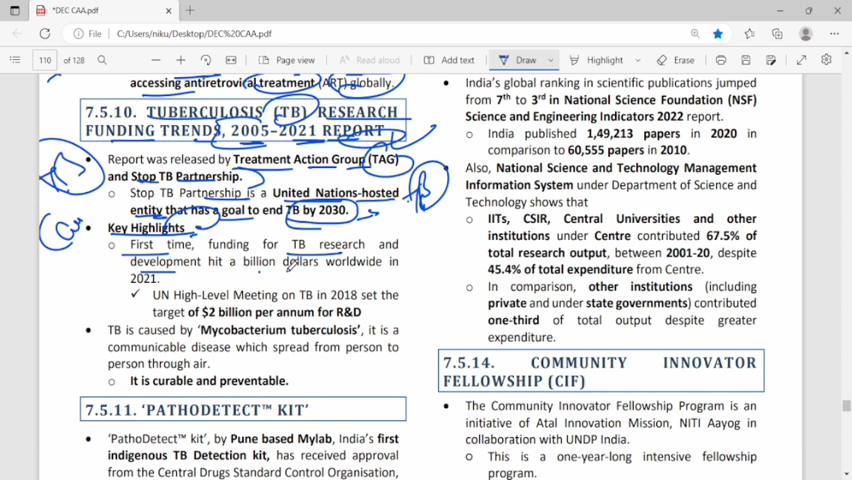 *DEC CAA.pdf
File
C:/Users/niku/Desktop/DEC%20CAA.pdf
110 of 128
Page view
Read aloud
Add text
Draw
Highlight
Erase
accessing antiretroviral treatment (ART) globally.
7.5.10. TUBERCULOSIS (TB) RESEARCH
FUNDING TRENDS, 2005–2021 REPORT
• Report was released by Treatment Action Group (TAG)
and Stop TB Partnership.
o Stop TB Partnership is a United Nations-hosted
entity that has a goal to end TB by 2030.
• Key Highlights
o First time, funding for TB research and
development hit a billion dollars worldwide in
2021.
✓ UN High-Level Meeting on TB in 2018 set the
target of $2 billion per annum for R&D
• TB is caused by ‘Mycobacterium tuberculosis’, it is a
communicable disease which spread from person to
person through air.
o It is curable and preventable.
7.5.11. ‘PATHODETECT™ KIT’
• ‘PathoDetect™ kit’, by Pune based Mylab, India’s first
indigenous TB Detection kit, has received approval
from the Central Drugs Standard Control Organisation,
• India’s global ranking in scientific publications jumped
from 7th to 3rd in National Science Foundation (NSF)
Science and Engineering Indicators 2022 report.
o India published 1,49,213 papers in 2020 in
comparison to 60,555 papers in 2010.
• Also, National Science and Technology Management
Information System under Department of Science and
Technology shows that
o IITs, CSIR, Central Universities and other
institutions under Centre contributed 67.5% of
total research output, between 2001-20, despite
45.4% of total expenditure from Centre.
o In comparison, other institutions (including
private and under state governments) contributed
one-third of total output despite greater
expenditure.
7.5.14. COMMUNITY INNOVATOR
FELLOWSHIP (CIF)
• The Community Innovator Fellowship Program is an
initiative of Atal Innovation Mission, NITI Aayog in
collaboration with UNDP India.
o This is a one-year-long intensive fellowship
program.